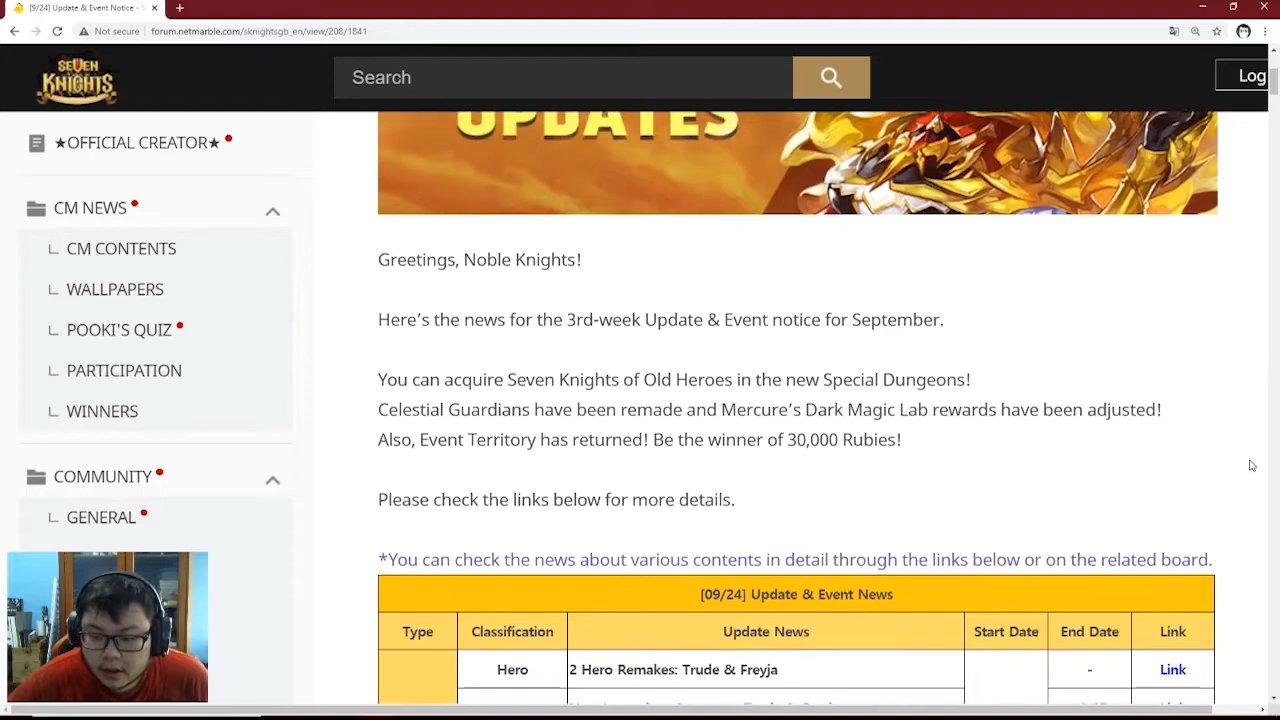 [9/24] Update & Event Notice - S
Not secure | forum.netmarble.com/sknightsgb_en/view/208/1841
SEVEN KNIGHTS
Search
Log
★OFFICIAL CREATOR★
CM NEWS
CM CONTENTS
WALLPAPERS
POOKI'S QUIZ
PARTICIPATION
WINNERS
COMMUNITY
GENERAL
UPDATES
Greetings, Noble Knights!
Here's the news for the 3rd-week Update & Event notice for September.
You can acquire Seven Knights of Old Heroes in the new Special Dungeons!
Celestial Guardians have been remade and Mercure's Dark Magic Lab rewards have been adjusted!
Also, Event Territory has returned! Be the winner of 30,000 Rubies!
Please check the links below for more details.
*You can check the news about various contents in detail through the links below or on the related board.
[09/24] Update & Event News
Type Classification Update News Start Date End Date Link
Hero 2 Hero Remakes: Trude & Freyja - Link